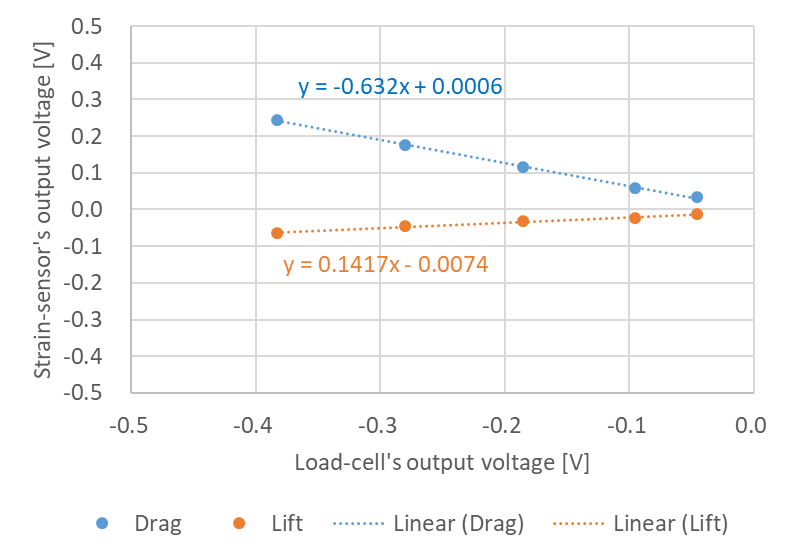 0.5
0.4
0.3
0.2
0.1
0.0
-0.1
-0.2
-0.3
-0.4
-0.5
Strain-sensor's output voltage [V]
y = -0.632x + 0.0006
y = 0.1417x - 0.0074
-0.5 -0.4 -0.3 -0.2 -0.1 0.0
Load-cell's output voltage [V]
Drag Lift Linear (Drag) Linear (Lift)